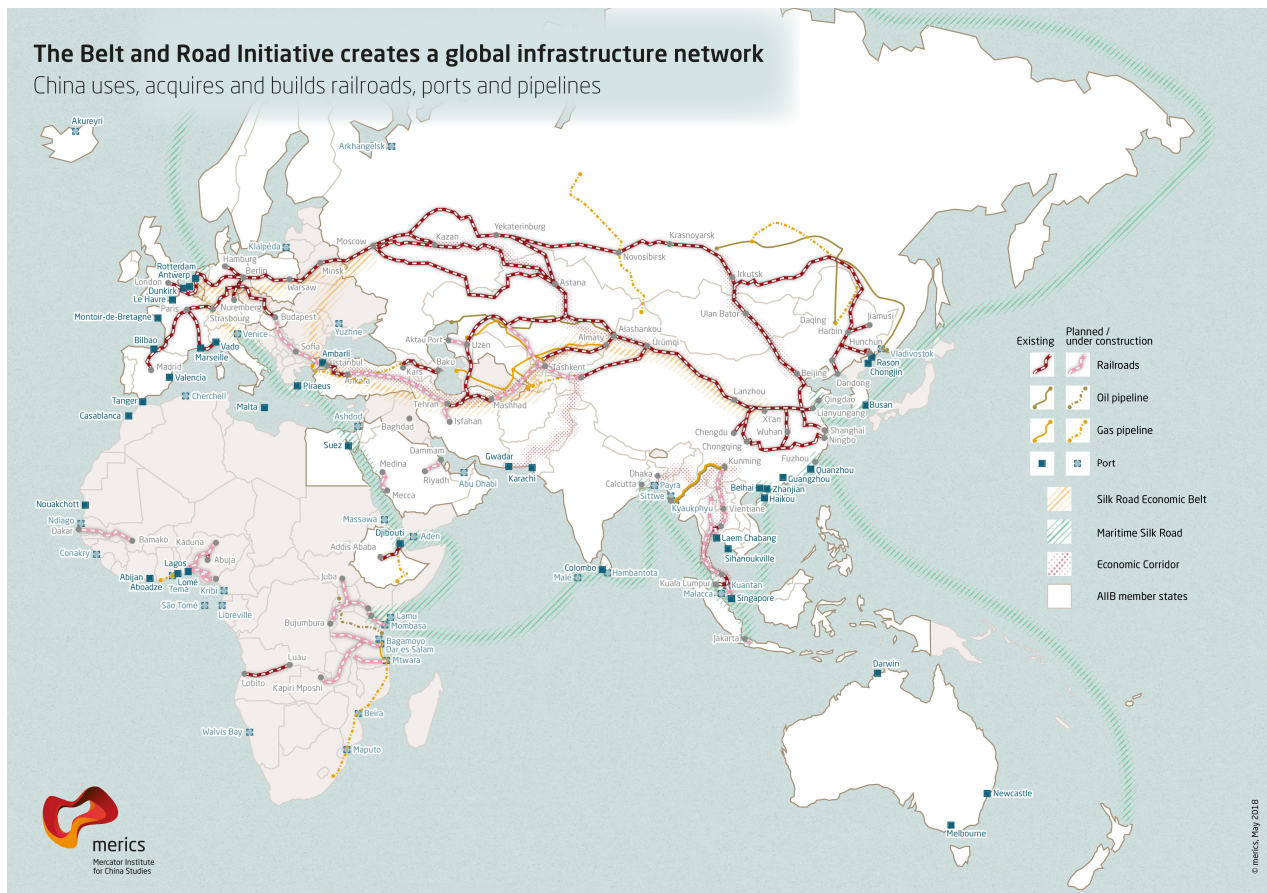 The Belt and Road Initiative creates a global infrastructure network
China uses, acquires and builds railroads, ports and pipelines
Akureyri
Arkhangelsk
Klaipėda
Moscow
Kazan
Yekaterinburg
Krasnoyarsk
Novosibirsk
Irkutsk
Hamburg
Rotterdam
Antwerp
London
Dunkirk
Le Havre
Paris
Berlin
Minsk
Warsaw
Nuremberg
Strasbourg
Budapest
Montoir-de-Bretagne
Venice
Yuzhne
Bilbao
Vado
Marseille
Madrid
Valencia
Sofia
Ambarli
Istanbul
Ankara
Kars
Baku
Piraeus
Cherchell
Malta
Tanger
Casablanca
Astana
Aktau Port
Uzen
Almaty
Alashankou
Ürümqi
Tashkent
Tehran
Mashhad
Isfahan
Ulan Bator
Daqing
Harbin
Jiamusi
Hunchun
Vladivostok
Rason
Chongjin
Beijing
Dandong
Lanzhou
Qingdao
Lianyungang
Busan
Xi'an
Wuhan
Chengdu
Chongqing
Shanghai
Ningbo
Fuzhou
Ashdod
Baghdad
Suez
Dammam
Medina
Riyadh
Mecca
Abu Dhabi
Gwadar
Karachi
Dhaka
Calcutta
Payra
Sittwe
Kyaukphyu
Kunming
Quanzhou
Guangzhou
Beihai
Zhanjian
Haikou
Vientiane
Laem Chabang
Sihanoukville
Nouakchott
Ndiago
Dakar
Bamako
Conakry
Kaduna
Abuja
Lagos
Abijan
Lomé
Aboadze
Tema
Kribi
São Tomé
Libreville
Massawa
Djibouti
Aden
Addis Ababa
Juba
Bujumbura
Lamu
Mombasa
Bagamoyo
Dar es Salam
Mtwara
Luau
Lobito
Kapiri Mposhi
Beira
Walvis Bay
Maputo
Colombo
Hambantota
Malé
Kuala Lumpur
Kuantan
Malacca
Singapore
Jakarta
Darwin
Newcastle
Melbourne
Existing
Planned /
under construction
Railroads
Oil pipeline
Gas pipeline
Port
Silk Road Economic Belt
Maritime Silk Road
Economic Corridor
AIIB member states
merics
Mercator Institute
for China Studies
© merics, May 2018